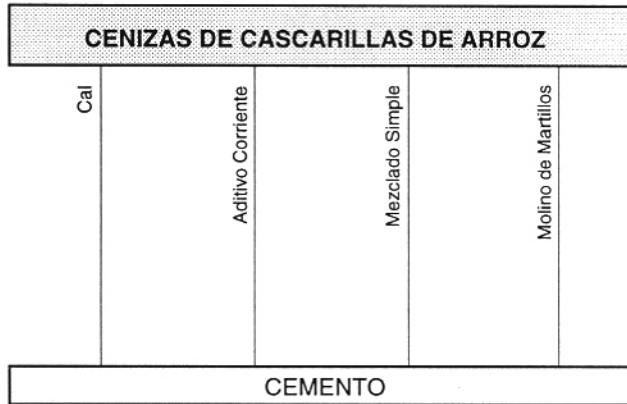 CENIZAS DE CASCARILLAS DE ARROZ
Cal
Aditivo Corriente
Mezclado Simple
Molino de Martillos
CEMENTO